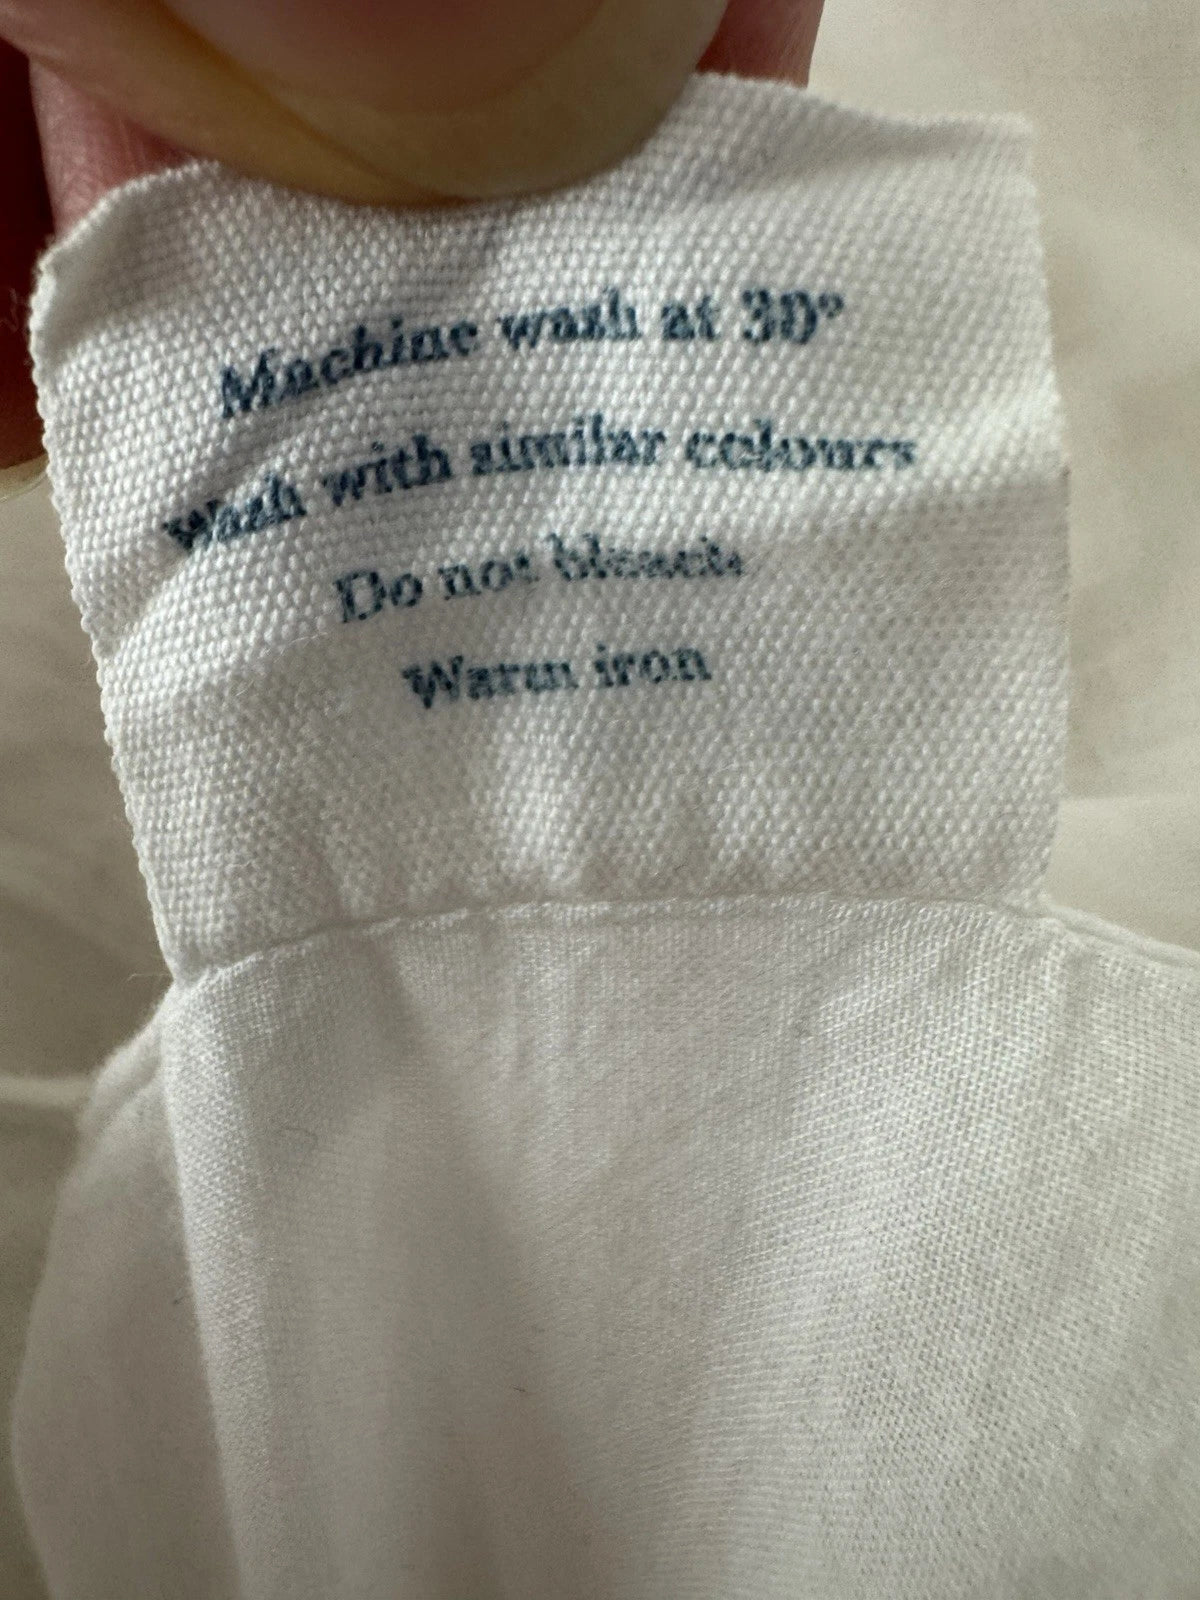 Machine wash at 30°
Wash with similar colours
Do not bleach
Warm iron